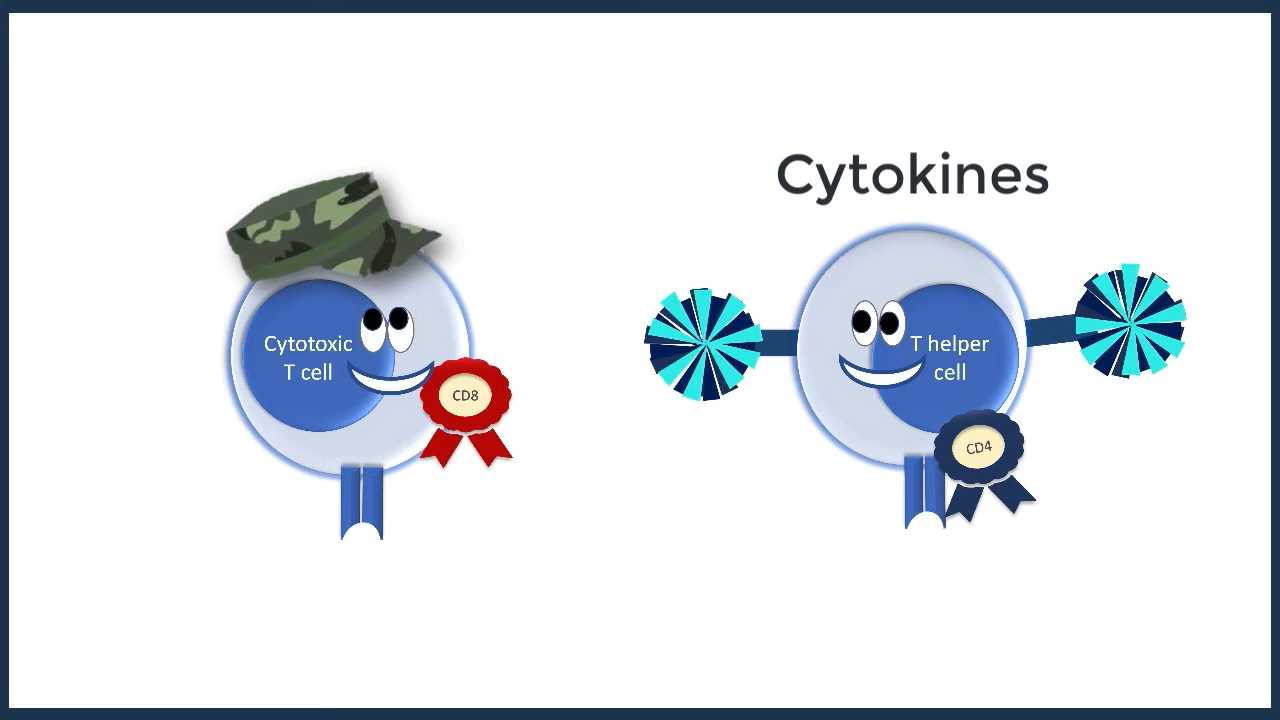 Cytokines
Cytotoxic
T cell
CD8
T helper
cell
CD4